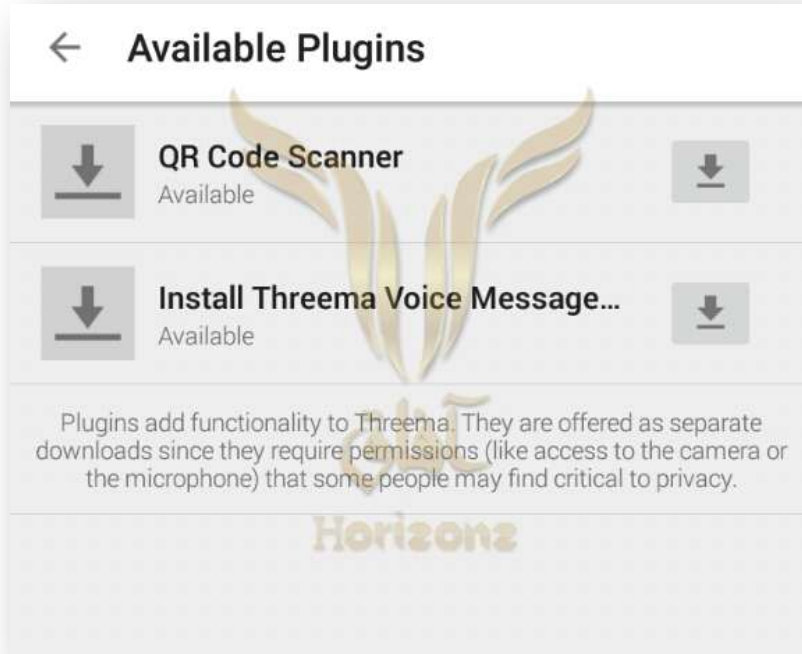 Available Plugins
QR Code Scanner
Available
Install Threema Voice Message...
Available
Plugins add functionality to Threema. They are offered as separate
downloads since they require permissions (like access to the camera or
the microphone) that some people may find critical to privacy.
آفاق
Horizons